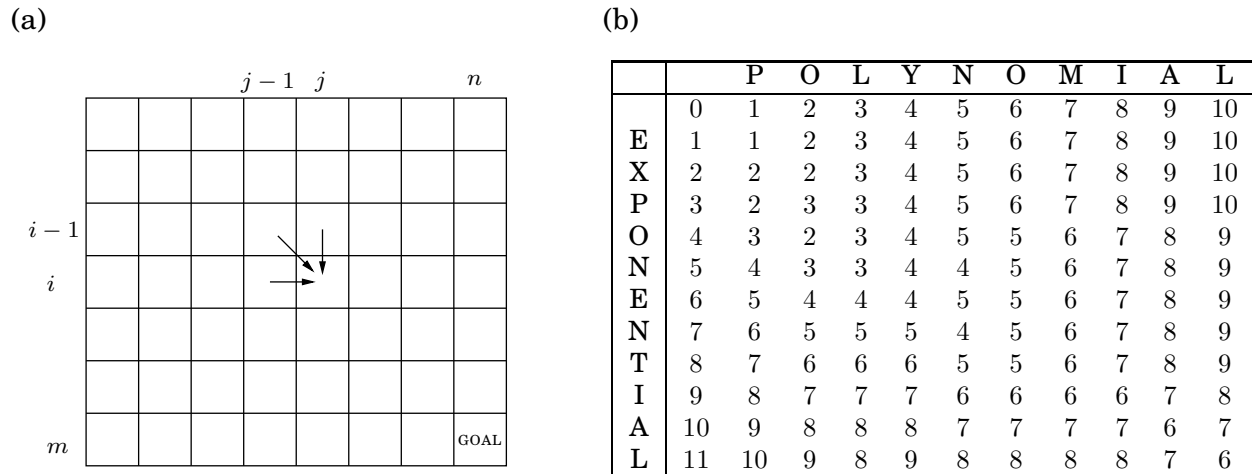 (a)
j − 1 j n
i − 1
i
m
GOAL
(b)
P O L Y N O M I A L
0 1 2 3 4 5 6 7 8 9 10
E 1 1 2 3 4 5 6 7 8 9 10
X 2 2 2 3 4 5 6 7 8 9 10
P 3 2 3 3 4 5 6 7 8 9 10
O 4 3 2 3 4 5 5 6 7 8 9
N 5 4 3 3 4 4 5 6 7 8 9
E 6 5 4 4 4 5 5 6 7 8 9
N 7 6 5 5 5 4 5 6 7 8 9
T 8 7 6 6 6 5 5 6 7 8 9
I 9 8 7 7 7 6 6 6 6 7 8
A 10 9 8 8 8 7 7 7 7 6 7
L 11 10 9 8 9 8 8 8 8 7 6